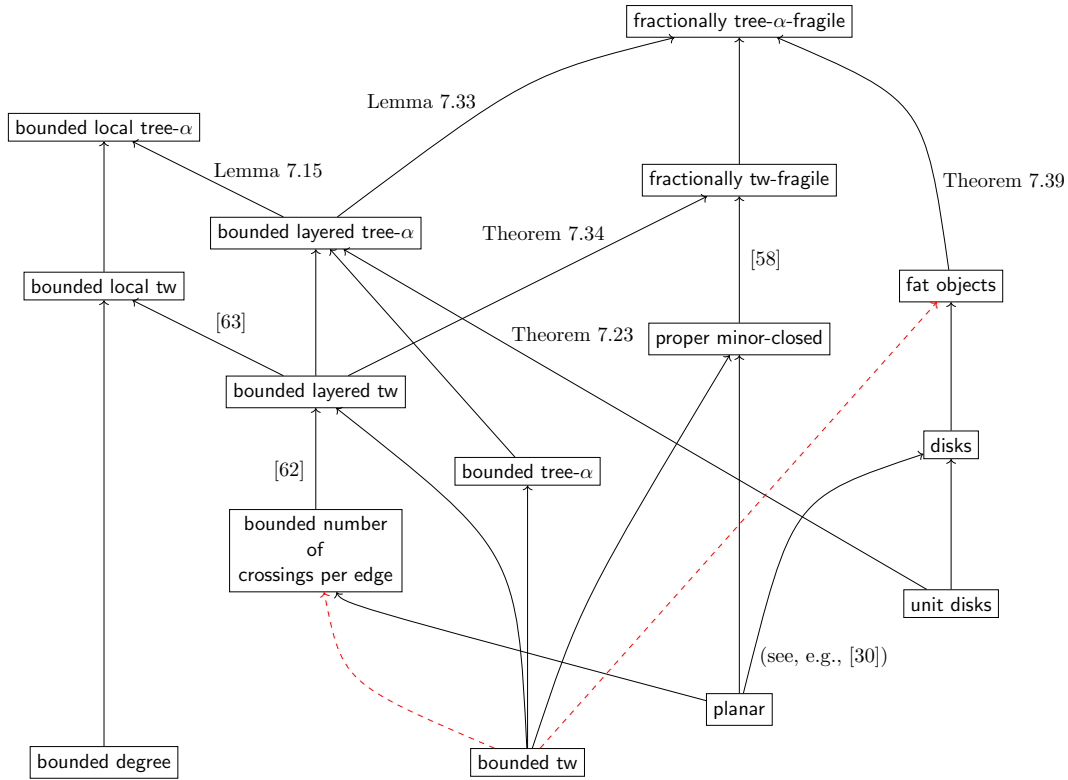 fractionally tree-α-fragile
Lemma 7.33
bounded local tree-α
Lemma 7.15
fractionally tw-fragile
Theorem 7.39
bounded layered tree-α
Theorem 7.34
[58]
bounded local tw
fat objects
[63]
Theorem 7.23
proper minor-closed
bounded layered tw
disks
[62]
bounded tree-α
bounded number
of
crossings per edge
unit disks
(see, e.g., [30])
planar
bounded degree
bounded tw